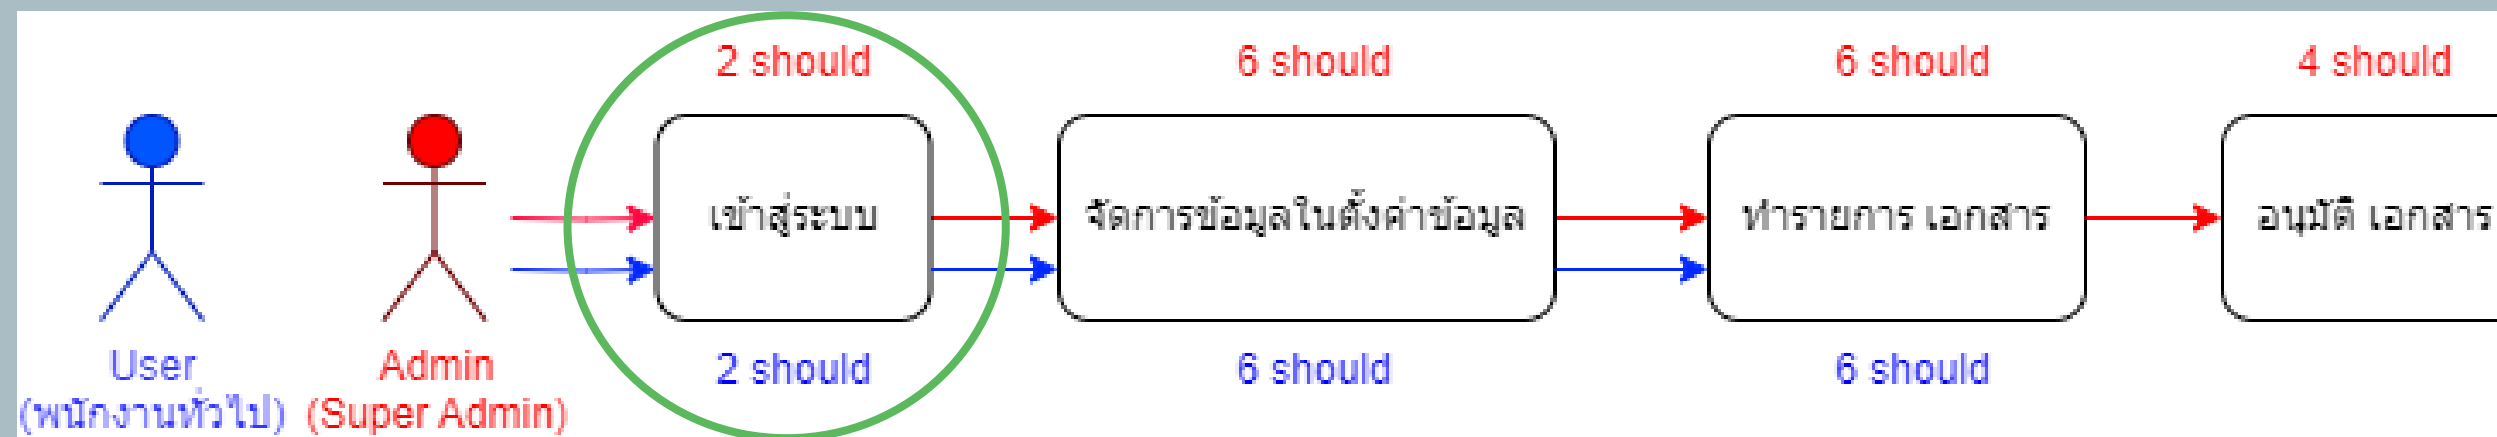 2 should
6 should
6 should
4 should
เข้าสู่ระบบ
จัดการข้อมูลในตั้งค่าข้อมูล
ทำรายการ เอกสาร
อนุมัติ เอกสาร
2 should
6 should
6 should
User
(พนักงานทั่วไป)
Admin
(Super Admin)